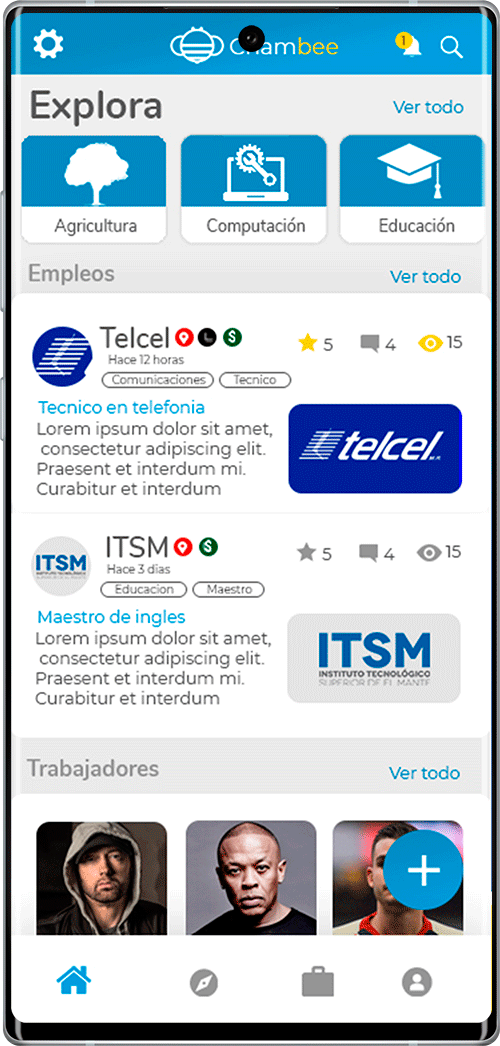 Chambee
1
Explora
Ver todo
Agricultura
Computación
Educación
Empleos
Ver todo
Telcel
5
4
15
Hace 12 horas
Comunicaciones
Tecnico
Tecnico en telefonia
Lorem ipsum dolor sit amet,
consectetur adipiscing elit.
Praesent et interdum mi.
Curabitur et interdum
telcel
ITSM
5
4
15
Hace 3 dias
Educacion
Maestro
ITSM
Maestro de ingles
Lorem ipsum dolor sit amet,
consectetur adipiscing elit.
Praesent et interdum mi.
Curabitur et interdum
ITSM
INSTITUTO TECNOLÓGICO
SUPERIOR DE EL MANTE
Trabajadores
Ver todo